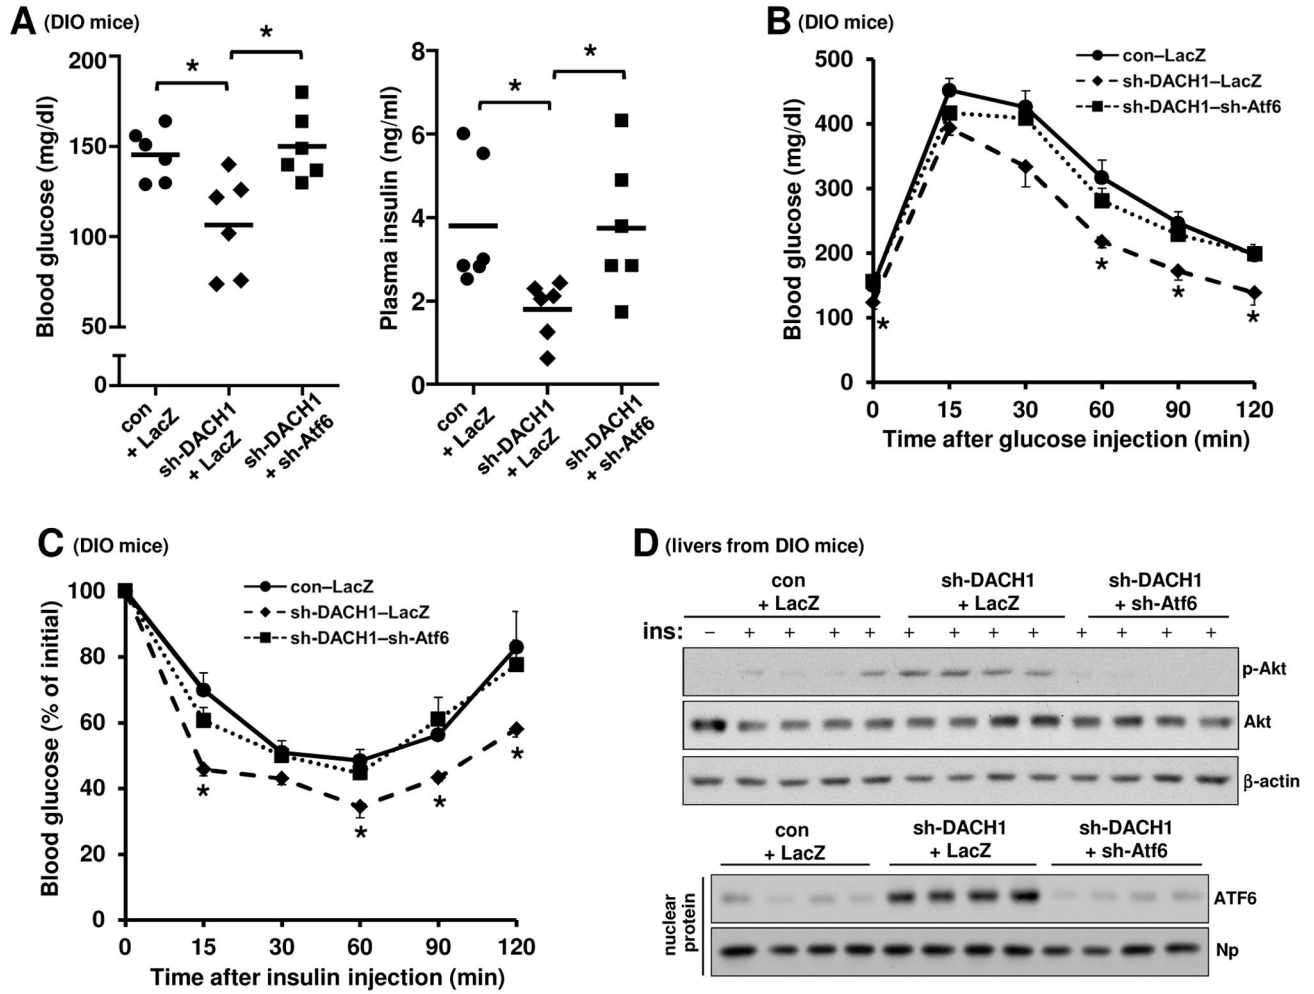 A (DIO mice)
200
150
100
50
0
Blood glucose (mg/dl)
*
*
con
+ LacZ
sh-DACH1
+ LacZ
sh-DACH1
+ sh-Atf6
8
6
4
2
0
Plasma insulin (ng/ml)
*
*
con
+ LacZ
sh-DACH1
+ LacZ
sh-DACH1
+ sh-Atf6
B (DIO mice)
con–LacZ
sh-DACH1–LacZ
sh-DACH1–sh-Atf6
500
400
300
200
100
0
Blood glucose (mg/dl)
*
*
*
*
0 15 30 60 90 120
Time after glucose injection (min)
C (DIO mice)
con–LacZ
sh-DACH1–LacZ
sh-DACH1–sh-Atf6
100
80
60
40
20
0
Blood glucose (% of initial)
*
*
*
*
0 15 30 60 90 120
Time after insulin injection (min)
D (livers from DIO mice)
con
+ LacZ
sh-DACH1
+ LacZ
sh-DACH1
+ sh-Atf6
ins: – + + + + + + + + + + + +
p-Akt
Akt
β-actin
con
+ LacZ
sh-DACH1
+ LacZ
sh-DACH1
+ sh-Atf6
nuclear
protein
ATF6
Np